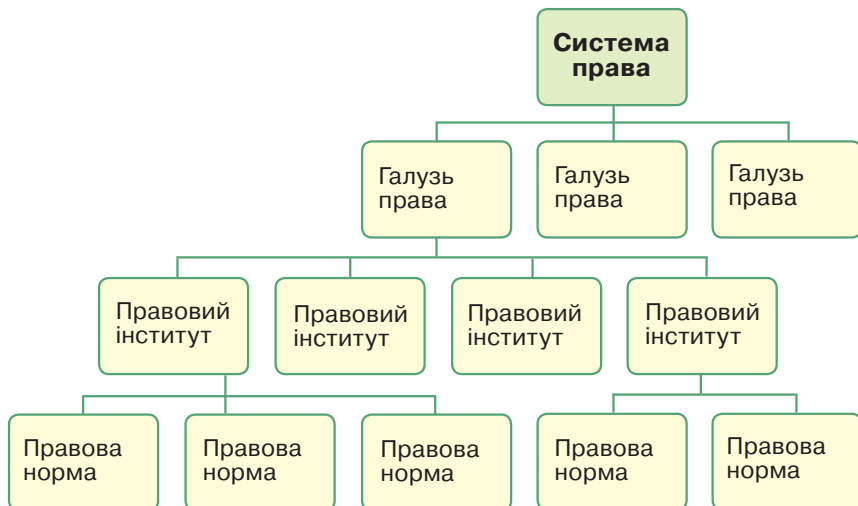 Система
права
Галузь
права
Галузь
права
Галузь
права
Правовий
інститут
Правовий
інститут
Правовий
інститут
Правовий
інститут
Правова
норма
Правова
норма
Правова
норма
Правова
норма
Правова
норма